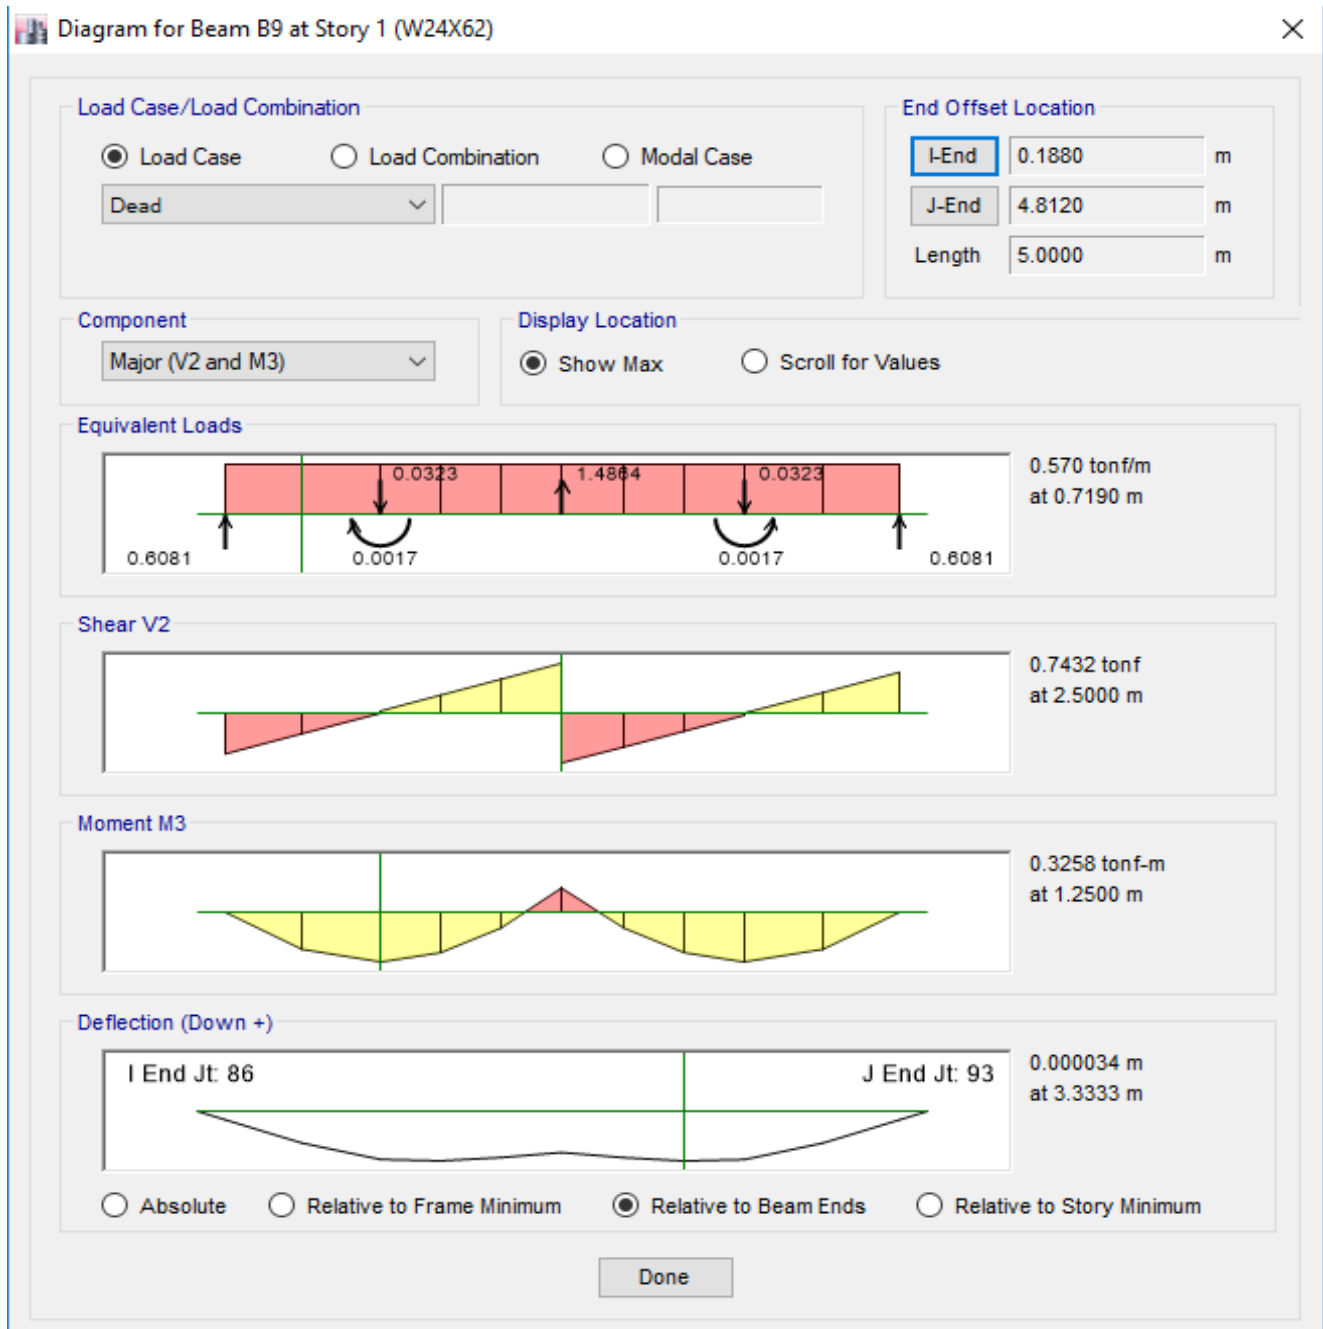 Diagram for Beam B9 at Story 1 (W24X62)
Load Case/Load Combination
Load Case Load Combination Modal Case
Dead
End Offset Location
I-End 0.1880 m
J-End 4.8120 m
Length 5.0000 m
Component
Major (V2 and M3)
Display Location
Show Max Scroll for Values
Equivalent Loads
0.0323 1.4864 0.0323
0.6081 0.0017 0.0017 0.6081
0.570 tonf/m
at 0.7190 m
Shear V2
0.7432 tonf
at 2.5000 m
Moment M3
0.3258 tonf-m
at 1.2500 m
Deflection (Down +)
I End Jt: 86 J End Jt: 93
0.000034 m
at 3.3333 m
Absolute Relative to Frame Minimum Relative to Beam Ends Relative to Story Minimum
Done